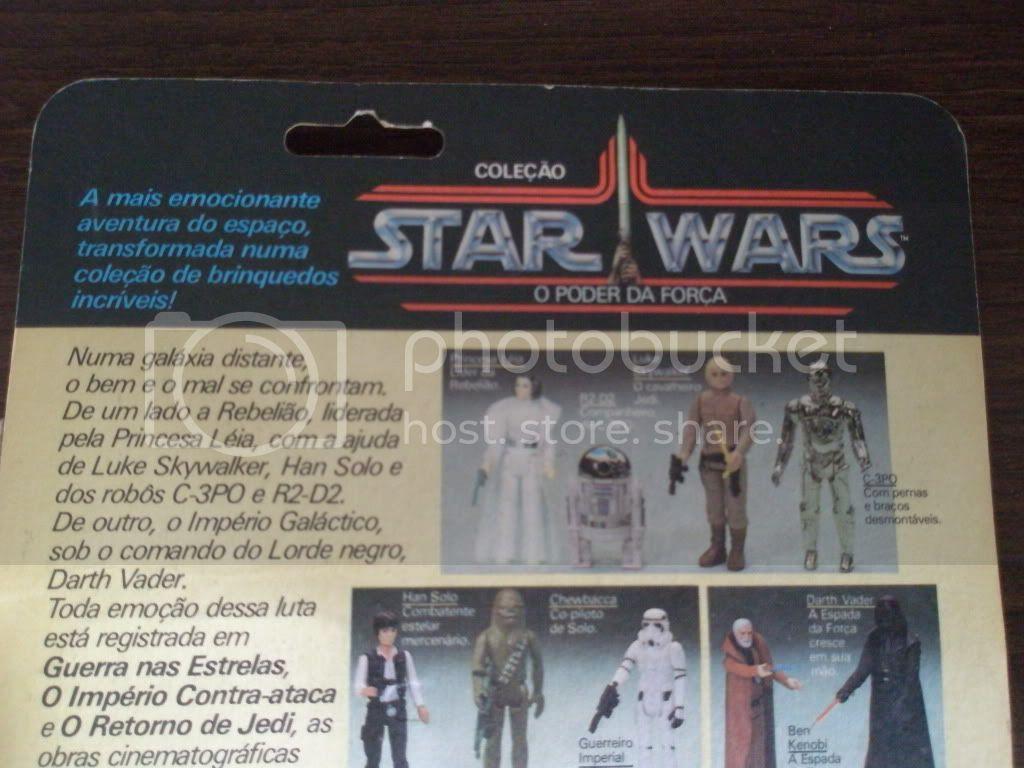 COLEÇÃO
STAR WARS
TM
O PODER DA FORÇA
A mais emocionante
aventura do espaço,
transformada numa
coleção de brinquedos
incríveis!
Numa galáxia distante,
o bem e o mal se confrontam.
De um lado a Rebelião, liderada
pela Princesa Léia, com a ajuda
de Luke Skywalker, Han Solo e
dos robôs C-3PO e R2-D2.
De outro, o Império Galáctico,
sob o comando do Lorde negro,
Darth Vader.
Toda emoção dessa luta
está registrada em
Guerra nas Estrelas,
O Império Contra-ataca
e O Retorno de Jedi, as
obras cinematográficas
Rebelião.
R2-D2
Companheiro
O cavalheiro
Jedi.
C-3PO
Com pernas
e braços
desmontáveis.
Han Solo
Combatente
estelar
mercenário.
Chewbacca
Co-piloto
de Solo.
Guerreiro
Imperial
Darth Vader
A Espada
da Força
cresce
em sua
mão.
Ben
Kenobi
A Espada
photobucket
host. store. share.